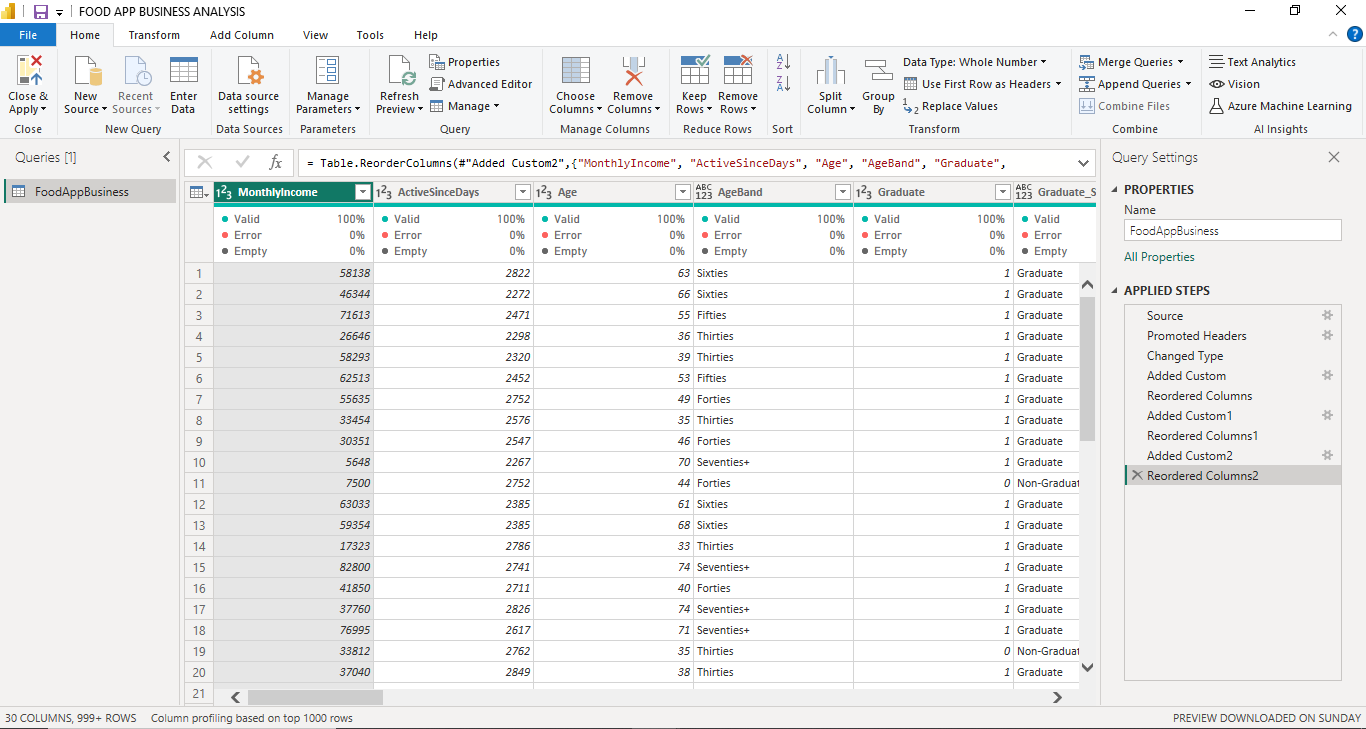 FOOD APP BUSINESS ANALYSIS
File Home Transform Add Column View Tools Help
Close & Apply
Close
New Source
Recent Sources
Enter Data
New Query
Data source settings
Data Sources
Manage Parameters
Parameters
Refresh Preview
Properties
Advanced Editor
Manage
Query
Choose Columns
Remove Columns
Manage Columns
Keep Rows
Remove Rows
Reduce Rows
Sort
Split Column
Group By
Data Type: Whole Number
Use First Row as Headers
Replace Values
Transform
Merge Queries
Append Queries
Combine Files
Combine
Text Analytics
Vision
Azure Machine Learning
AI Insights
Queries [1]
FoodAppBusiness
fx = Table.ReorderColumns(#"Added Custom2",{"MonthlyIncome", "ActiveSinceDays", "Age", "AgeBand", "Graduate",
123 MonthlyIncome 123 ActiveSinceDays 123 Age ABC 123 AgeBand 123 Graduate ABC 123 Graduate_S
Valid 100% Valid 100% Valid 100% Valid 100% Valid 100% Valid
Error 0% Error 0% Error 0% Error 0% Error 0% Error
Empty 0% Empty 0% Empty 0% Empty 0% Empty 0% Empty
1 58138 2822 63 Sixties 1 Graduate
2 46344 2272 66 Sixties 1 Graduate
3 71613 2471 55 Fifties 1 Graduate
4 26646 2298 36 Thirties 1 Graduate
5 58293 2320 39 Thirties 1 Graduate
6 62513 2452 53 Fifties 1 Graduate
7 55635 2752 49 Forties 1 Graduate
8 33454 2576 35 Thirties 1 Graduate
9 30351 2547 46 Forties 1 Graduate
10 5648 2267 70 Seventies+ 1 Graduate
11 7500 2752 44 Forties 0 Non-Graduat
12 63033 2385 61 Sixties 1 Graduate
13 59354 2385 68 Sixties 1 Graduate
14 17323 2786 33 Thirties 1 Graduate
15 82800 2741 74 Seventies+ 1 Graduate
16 41850 2711 40 Forties 1 Graduate
17 37760 2826 74 Seventies+ 1 Graduate
18 76995 2617 71 Seventies+ 1 Graduate
19 33812 2762 35 Thirties 0 Non-Graduat
20 37040 2849 38 Thirties 1 Graduate
21
Query Settings
PROPERTIES
Name
FoodAppBusiness
All Properties
APPLIED STEPS
Source
Promoted Headers
Changed Type
Added Custom
Reordered Columns
Added Custom1
Reordered Columns1
Added Custom2
Reordered Columns2
30 COLUMNS, 999+ ROWS Column profiling based on top 1000 rows PREVIEW DOWNLOADED ON SUNDAY